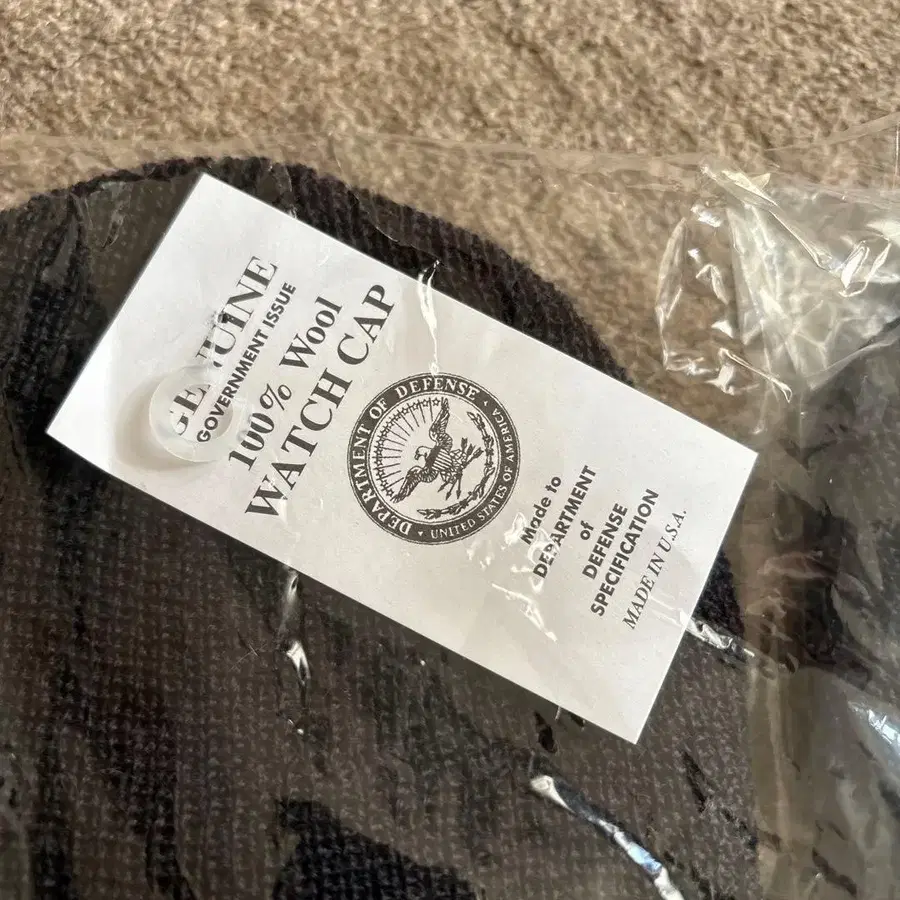 GENUINE
GOVERNMENT ISSUE
100% Wool
WATCH CAP
DEPARTMENT OF DEFENSE
UNITED STATES OF AMERICA
Made to
DEPARTMENT
of
DEFENSE
SPECIFICATION
MADE IN U.S.A.